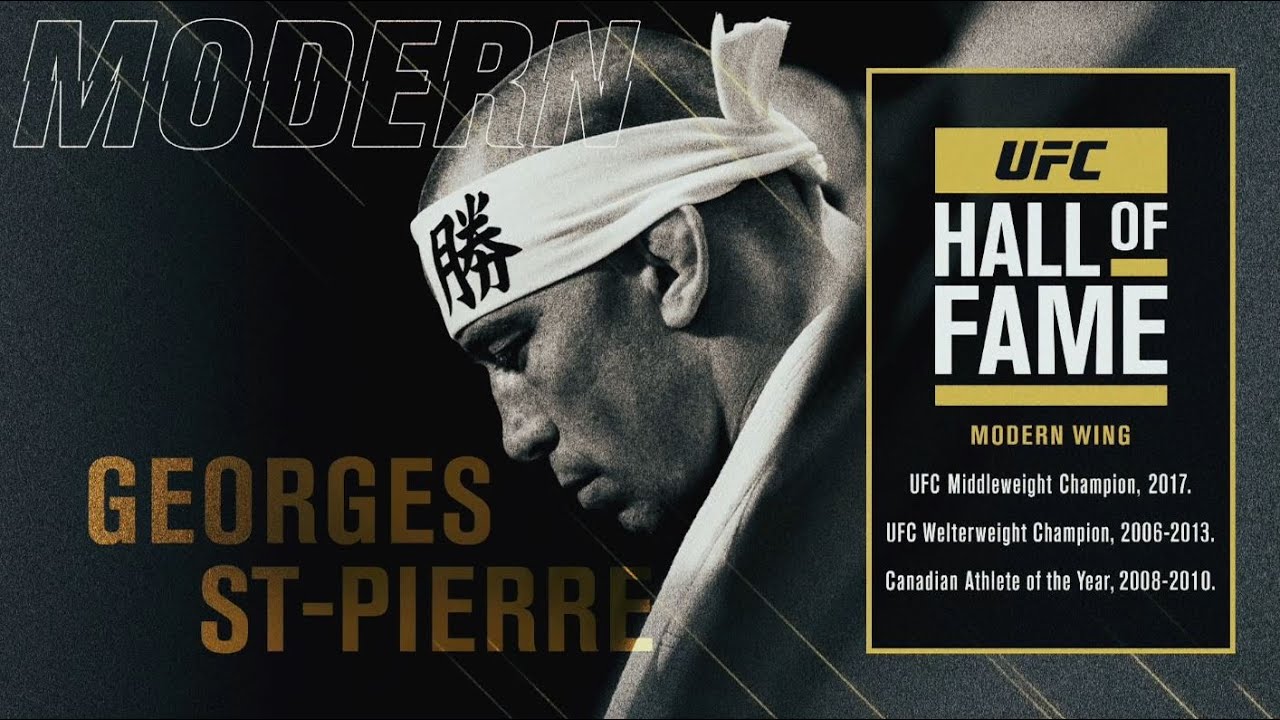 MODERN
勝
GEORGES
ST-PIERRE
UFC
HALL OF
FAME
MODERN WING
UFC Middleweight Champion, 2017.
UFC Welterweight Champion, 2006-2013.
Canadian Athlete of the Year, 2008-2010.